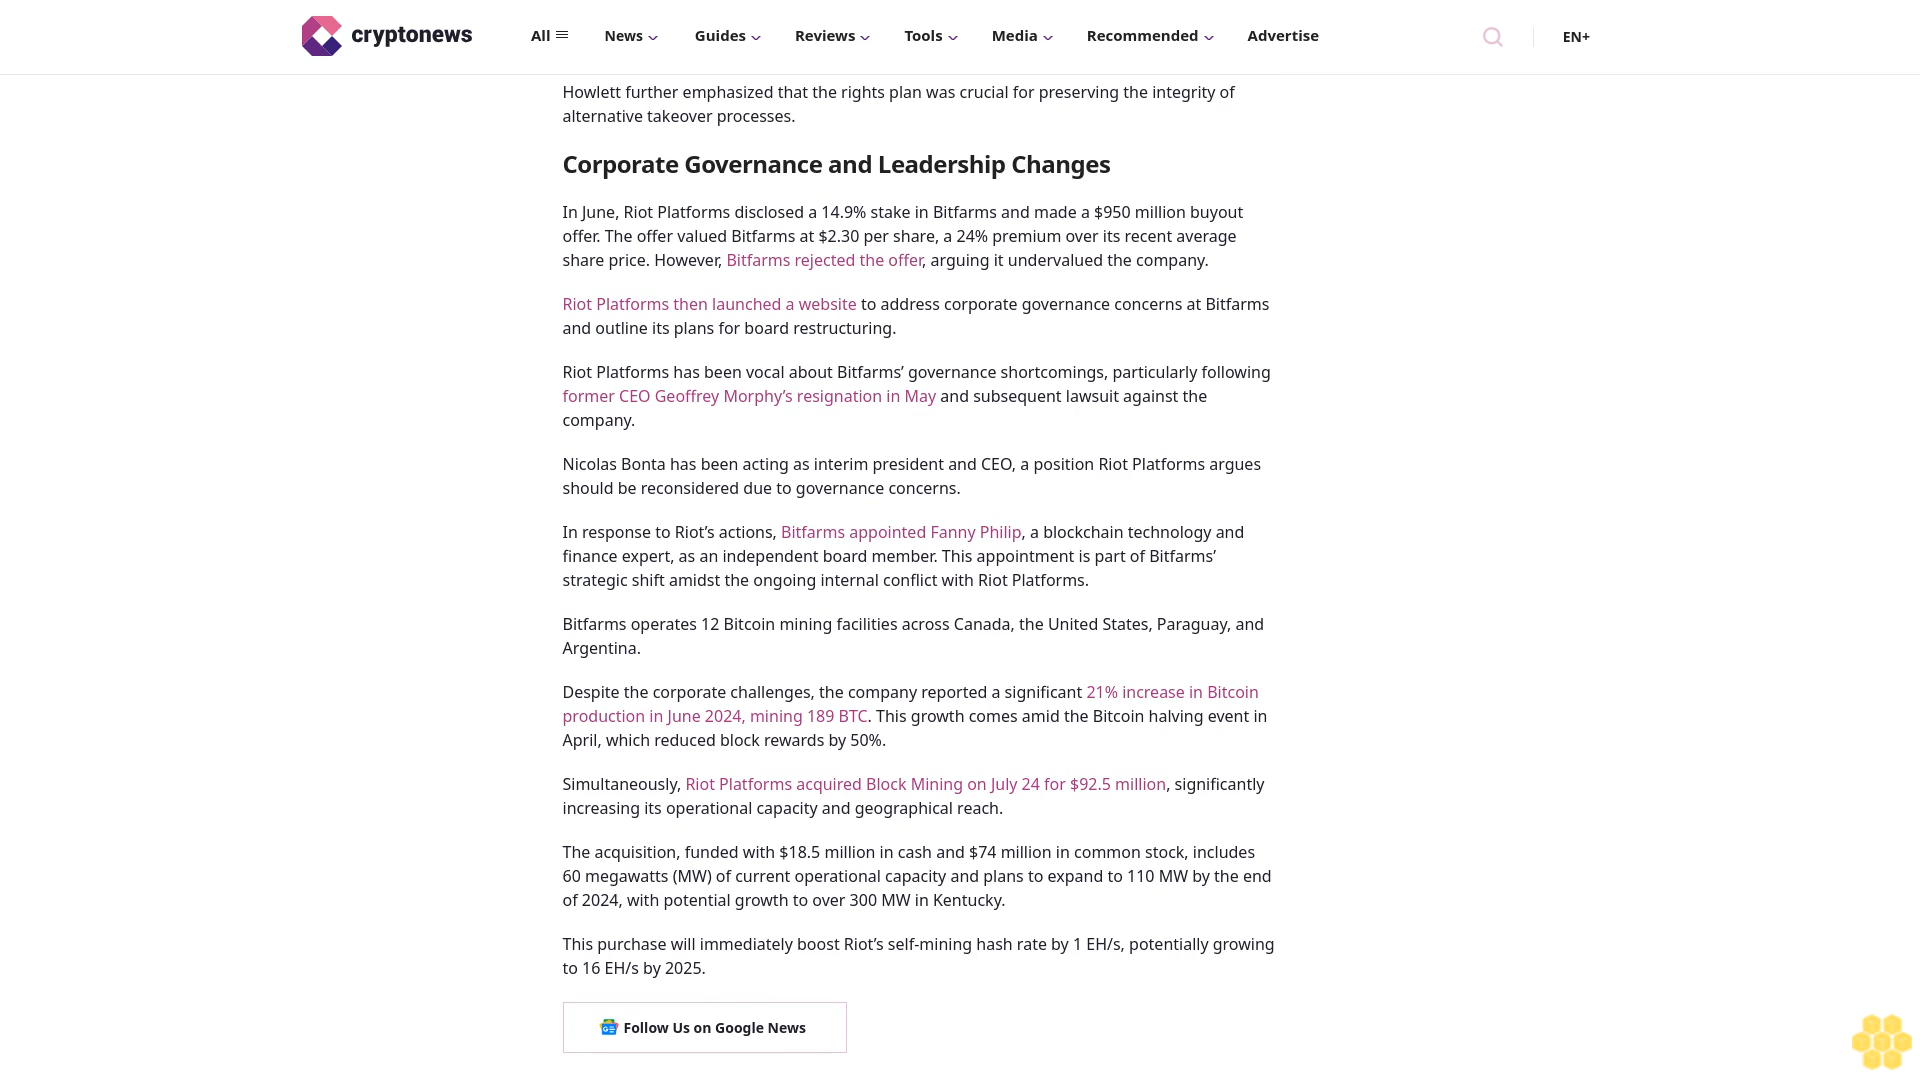 cryptonews
All
News
Guides
Reviews
Tools
Media
Recommended
Advertise
EN+
Howlett further emphasized that the rights plan was crucial for preserving the integrity of
alternative takeover processes.
Corporate Governance and Leadership Changes
In June, Riot Platforms disclosed a 14.9% stake in Bitfarms and made a $950 million buyout
offer. The offer valued Bitfarms at $2.30 per share, a 24% premium over its recent average
share price. However, Bitfarms rejected the offer, arguing it undervalued the company.
Riot Platforms then launched a website to address corporate governance concerns at Bitfarms
and outline its plans for board restructuring.
Riot Platforms has been vocal about Bitfarms’ governance shortcomings, particularly following
former CEO Geoffrey Morphy’s resignation in May and subsequent lawsuit against the
company.
Nicolas Bonta has been acting as interim president and CEO, a position Riot Platforms argues
should be reconsidered due to governance concerns.
In response to Riot’s actions, Bitfarms appointed Fanny Philip, a blockchain technology and
finance expert, as an independent board member. This appointment is part of Bitfarms’
strategic shift amidst the ongoing internal conflict with Riot Platforms.
Bitfarms operates 12 Bitcoin mining facilities across Canada, the United States, Paraguay, and
Argentina.
Despite the corporate challenges, the company reported a significant 21% increase in Bitcoin
production in June 2024, mining 189 BTC. This growth comes amid the Bitcoin halving event in
April, which reduced block rewards by 50%.
Simultaneously, Riot Platforms acquired Block Mining on July 24 for $92.5 million, significantly
increasing its operational capacity and geographical reach.
The acquisition, funded with $18.5 million in cash and $74 million in common stock, includes
60 megawatts (MW) of current operational capacity and plans to expand to 110 MW by the end
of 2024, with potential growth to over 300 MW in Kentucky.
This purchase will immediately boost Riot’s self-mining hash rate by 1 EH/s, potentially growing
to 16 EH/s by 2025.
Follow Us on Google News